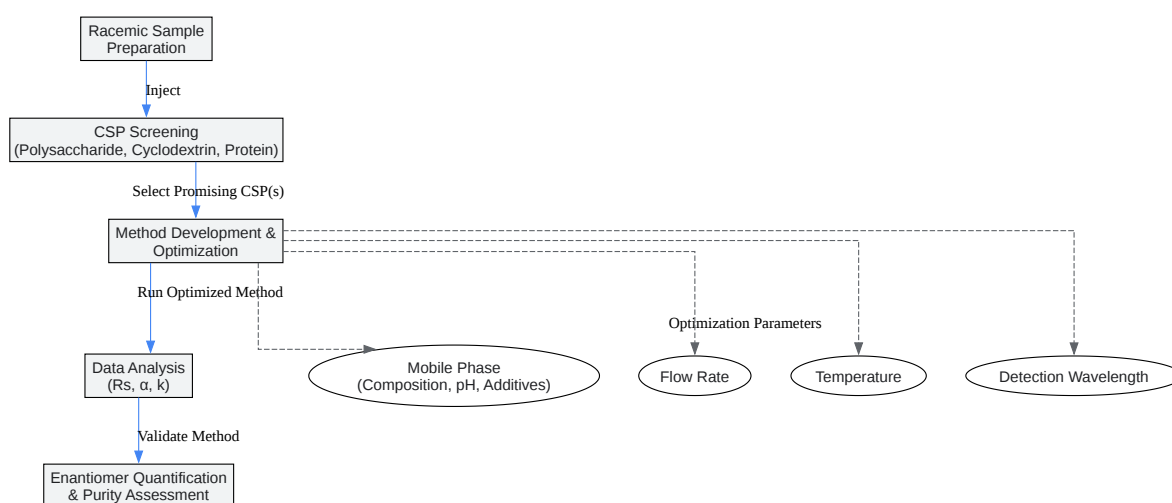 Racemic Sample
Preparation
Inject
CSP Screening
(Polysaccharide, Cyclodextrin, Protein)
Select Promising CSP(s)
Method Development &
Optimization
Run Optimized Method
Optimization Parameters
Data Analysis
(Rs, α, k)
Mobile Phase
(Composition, pH, Additives)
Flow Rate
Temperature
Detection Wavelength
Validate Method
Enantiomer Quantification
& Purity Assessment